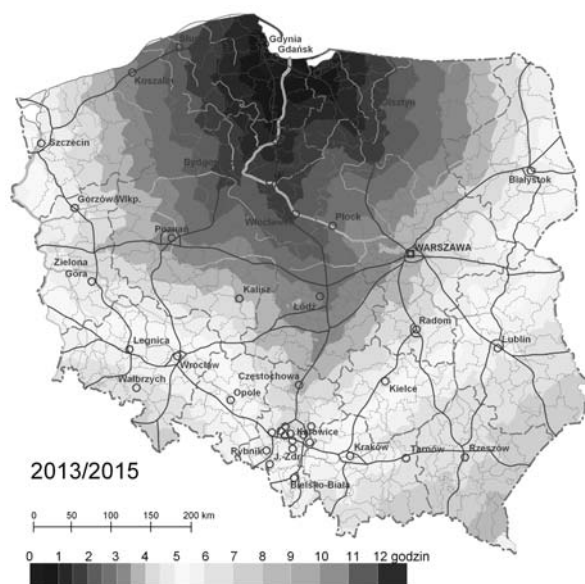 Gdynia
Gdańsk
Koszalin
Olsztyn
Szczecin
Białystok
Gorzów Wlkp.
Włocławek
Płock
Poznań
WARSZAWA
Zielona
Góra
Kalisz
Łódź
Radom
Legnica
Lublin
Wrocław
Wałbrzych
Częstochowa
Kielce
Opole
Katowice
Rybnik
Kraków
Tarnów
Rzeszów
J.-Zdr.
Bielsko-Biała
2013/2015
0 50 100 150 200 km
0 1 2 3 4 5 6 7 8 9 10 11 12 godzin